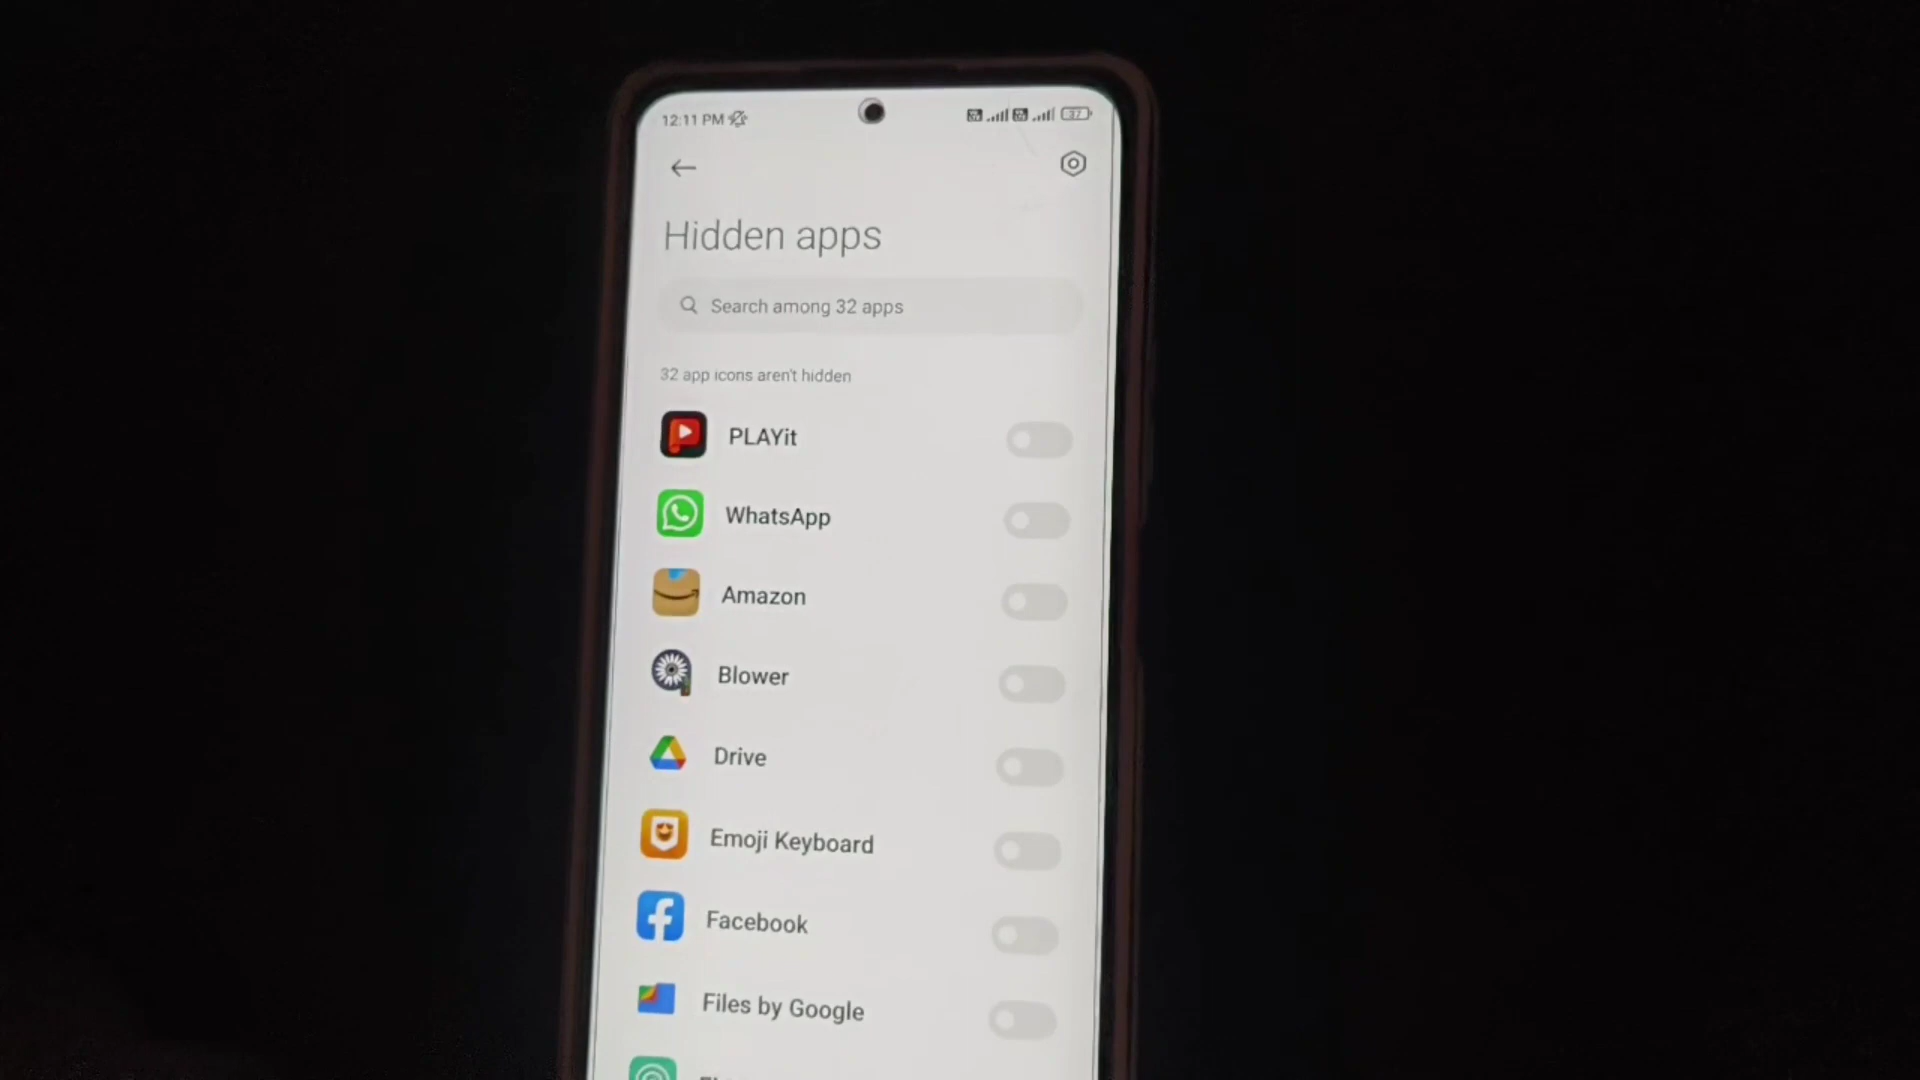 12:11 PM
37
Hidden apps
Search among 32 apps
32 app icons aren't hidden
PLAYit
WhatsApp
Amazon
Blower
Drive
Emoji Keyboard
Facebook
Files by Google